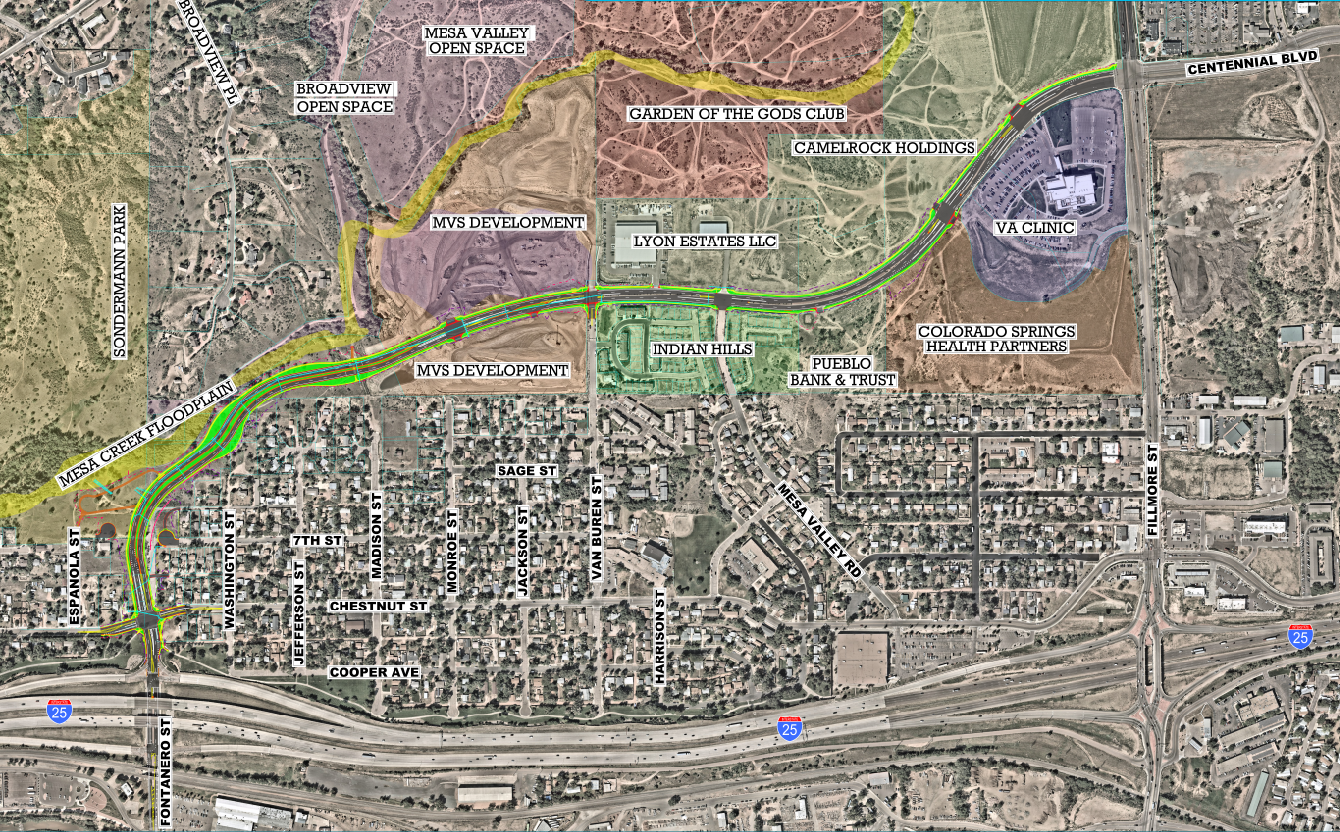 BROADVIEW PL
MESA VALLEY
OPEN SPACE
CENTENNIAL BLVD
BROADVIEW
OPEN SPACE
GARDEN OF THE GODS CLUB
CAMELROCK HOLDINGS
SONDERMANN PARK
MVS DEVELOPMENT
LYON ESTATES LLC
VA CLINIC
COLORADO SPRINGS
HEALTH PARTNERS
INDIAN HILLS
PUEBLO
BANK & TRUST
MVS DEVELOPMENT
MESA CREEK FLOODPLAIN
SAGE ST
FILLMORE ST
MESA VALLEY RD
ESPANOLA ST
WASHINGTON ST
7TH ST
JEFFERSON ST
MADISON ST
MONROE ST
JACKSON ST
VAN BUREN ST
HARRISON ST
CHESTNUT ST
COOPER AVE
25
25
25
FONTANERO ST